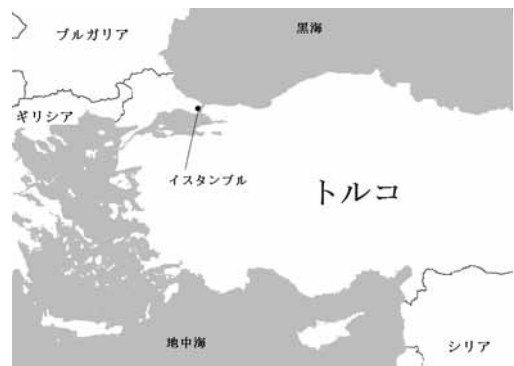 ブルガリア
黒海
ギリシア
イスタンブル
トルコ
地中海
シリア